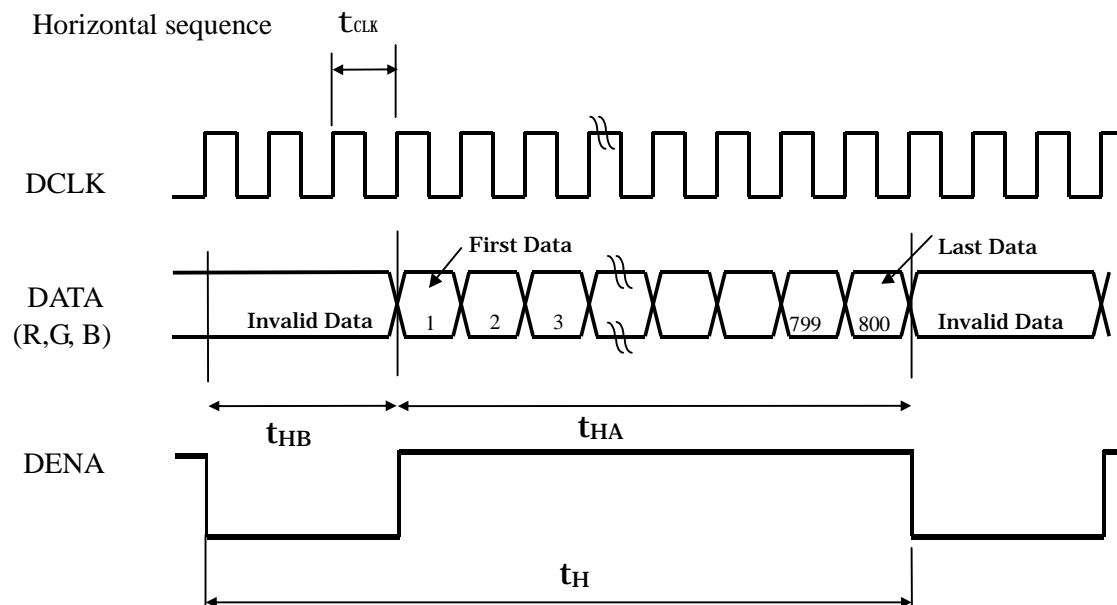 Horizontal sequence
tCLK
DCLK
First Data
Last Data
DATA
(R,G, B)
Invalid Data
1
2
3
799
800
Invalid Data
tHB
tHA
DENA
tH